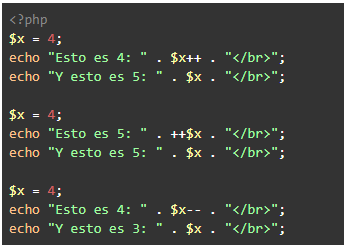 <?php
$x = 4;
echo "Esto es 4: " . $x++ . "</br>";
echo "Y esto es 5: " . $x . "</br>";
$x = 4;
echo "Esto es 5: " . ++$x . "</br>";
echo "Y esto es 5: " . $x . "</br>";
$x = 4;
echo "Esto es 4: " . $x-- . "</br>";
echo "Y esto es 3: " . $x . "</br>";